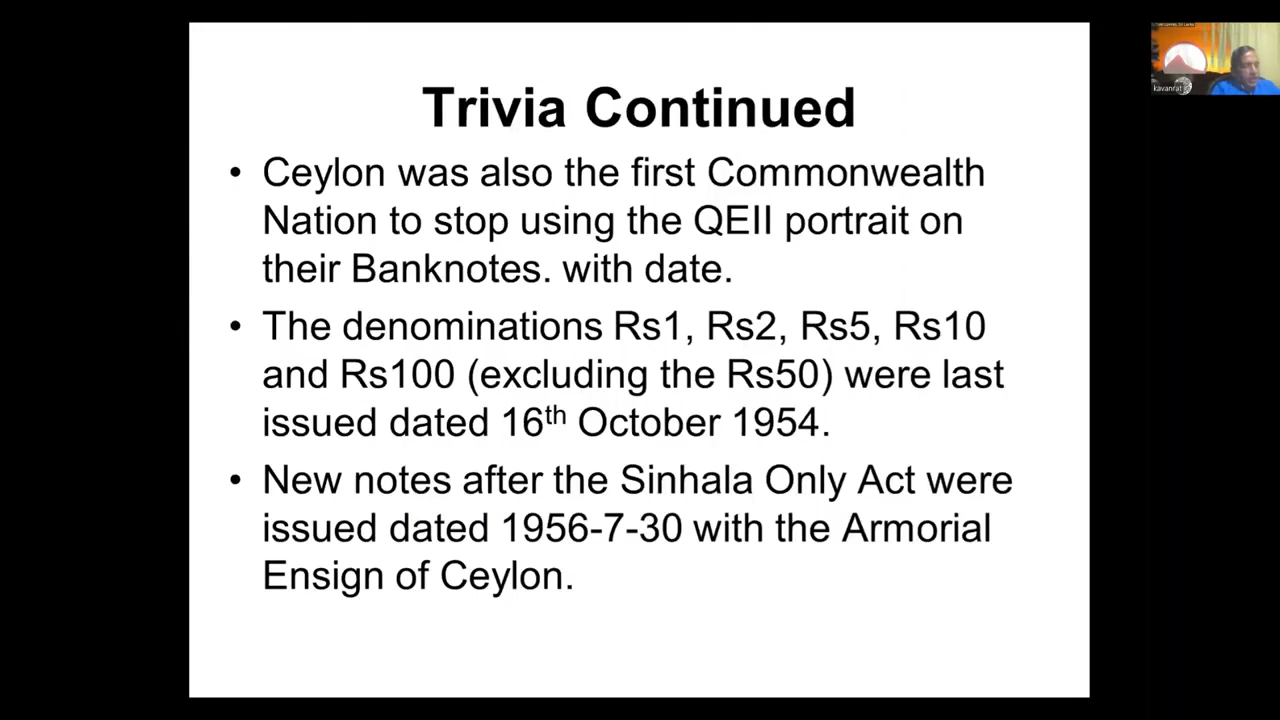 Trivia Continued
• Ceylon was also the first Commonwealth
Nation to stop using the QEII portrait on
their Banknotes. with date.
• The denominations Rs1, Rs2, Rs5, Rs10
and Rs100 (excluding the Rs50) were last
issued dated 16th October 1954.
• New notes after the Sinhala Only Act were
issued dated 1956-7-30 with the Armorial
Ensign of Ceylon.
kavanrat